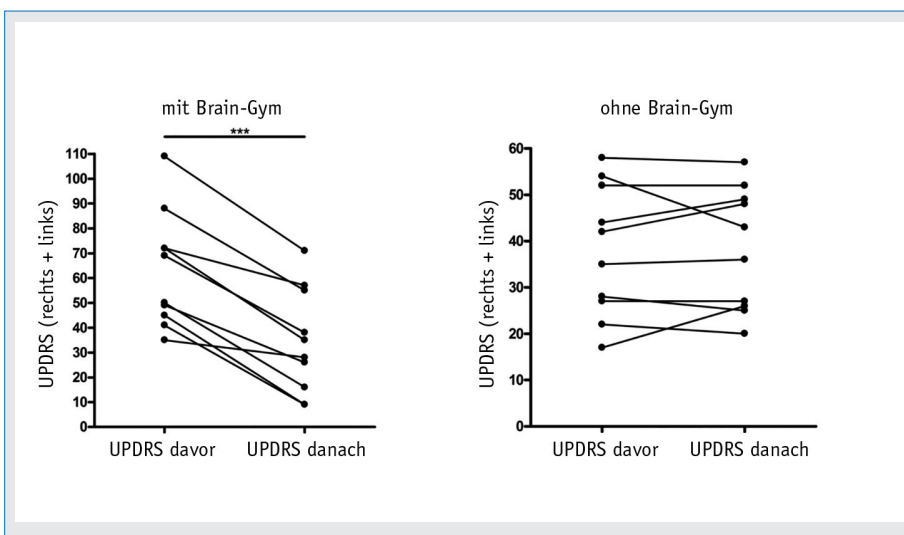 mit Brain-Gym
***
110
100
90
80
70
60
50
40
30
20
10
0
UPDRS (rechts + links)
UPDRS davor
UPDRS danach
ohne Brain-Gym
60
50
40
30
20
10
0
UPDRS (rechts + links)
UPDRS davor
UPDRS danach